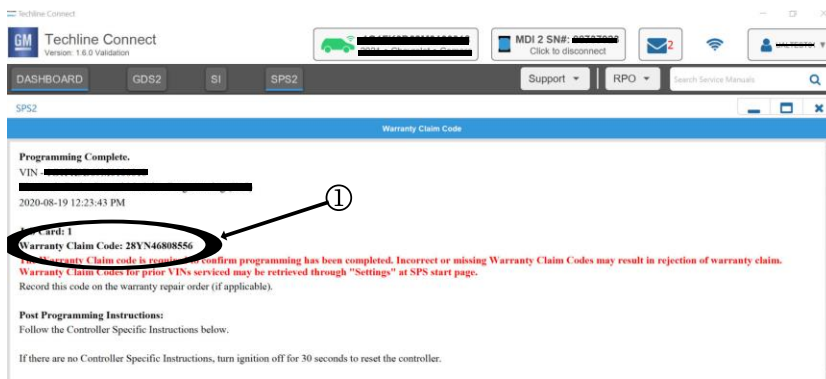 Techline Connect
GM
Techline Connect
Version: 1.6.0 Validation
MDI 2 SN#:
Click to disconnect
2
DASHBOARD
GDS2
SI
SPS2
Support
RPO
Search Service Manuals
SPS2
Warranty Claim Code
Programming Complete.
VIN -
2020-08-19 12:23:43 PM
Card: 1
Warranty Claim Code: 28YN46808556
①
Warranty Claim code is required to confirm programming has been completed. Incorrect or missing Warranty Claim Codes may result in rejection of warranty claim.
Warranty Claim Codes for prior VINs serviced may be retrieved through "Settings" at SPS start page.
Record this code on the warranty repair order (if applicable).
Post Programming Instructions:
Follow the Controller Specific Instructions below.
If there are no Controller Specific Instructions, turn ignition off for 30 seconds to reset the controller.